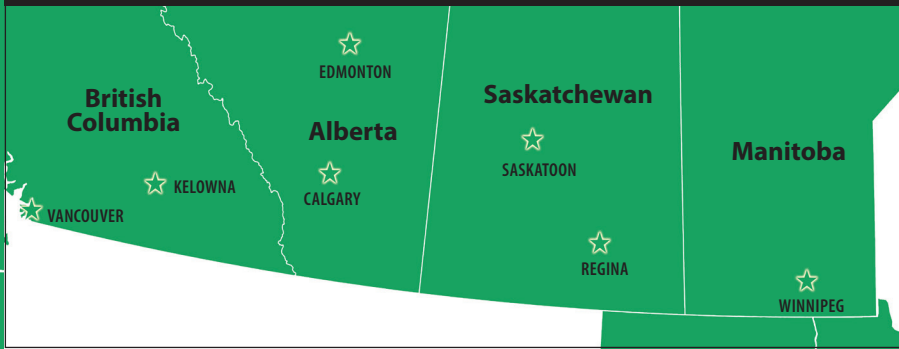 British
Columbia
KELOWNA
VANCOUVER
EDMONTON
Alberta
CALGARY
Saskatchewan
SASKATOON
REGINA
Manitoba
WINNIPEG